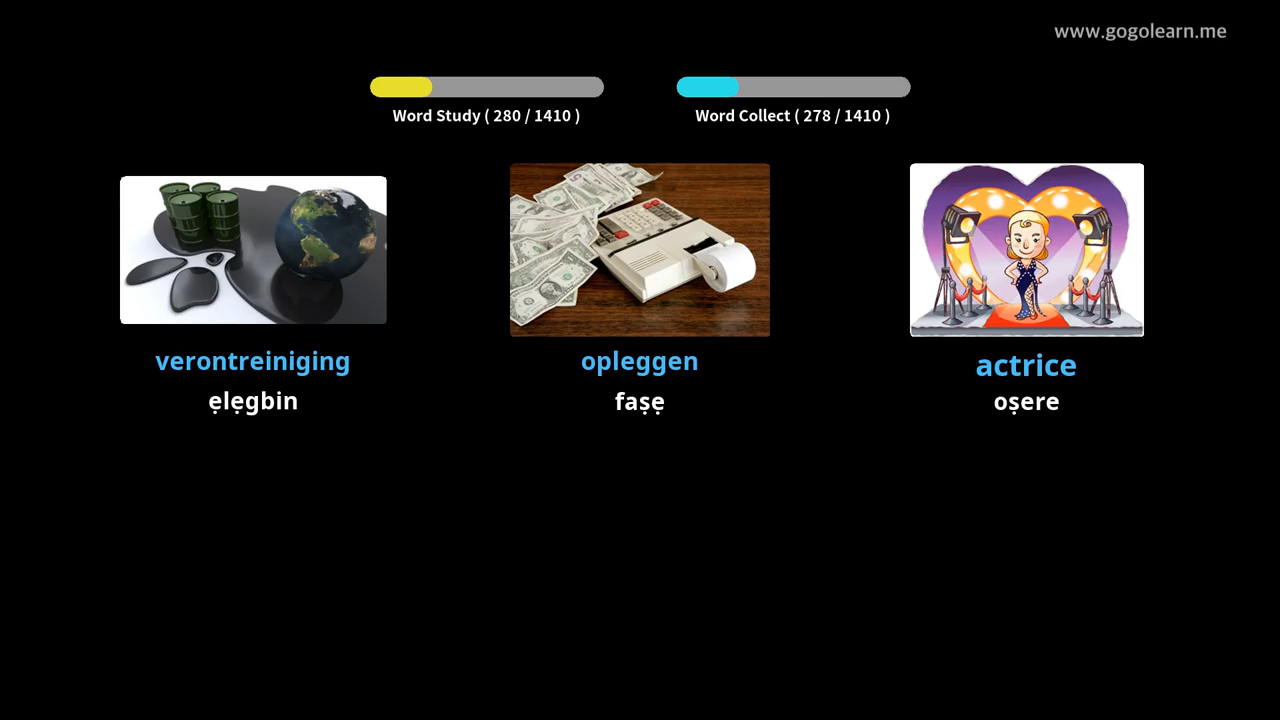 www.gogolearn.me
Word Study ( 280 / 1410 )
Word Collect ( 278 / 1410 )
verontreiniging
opleggen
actrice
ẹlẹgbin
faṣẹ
oṣere